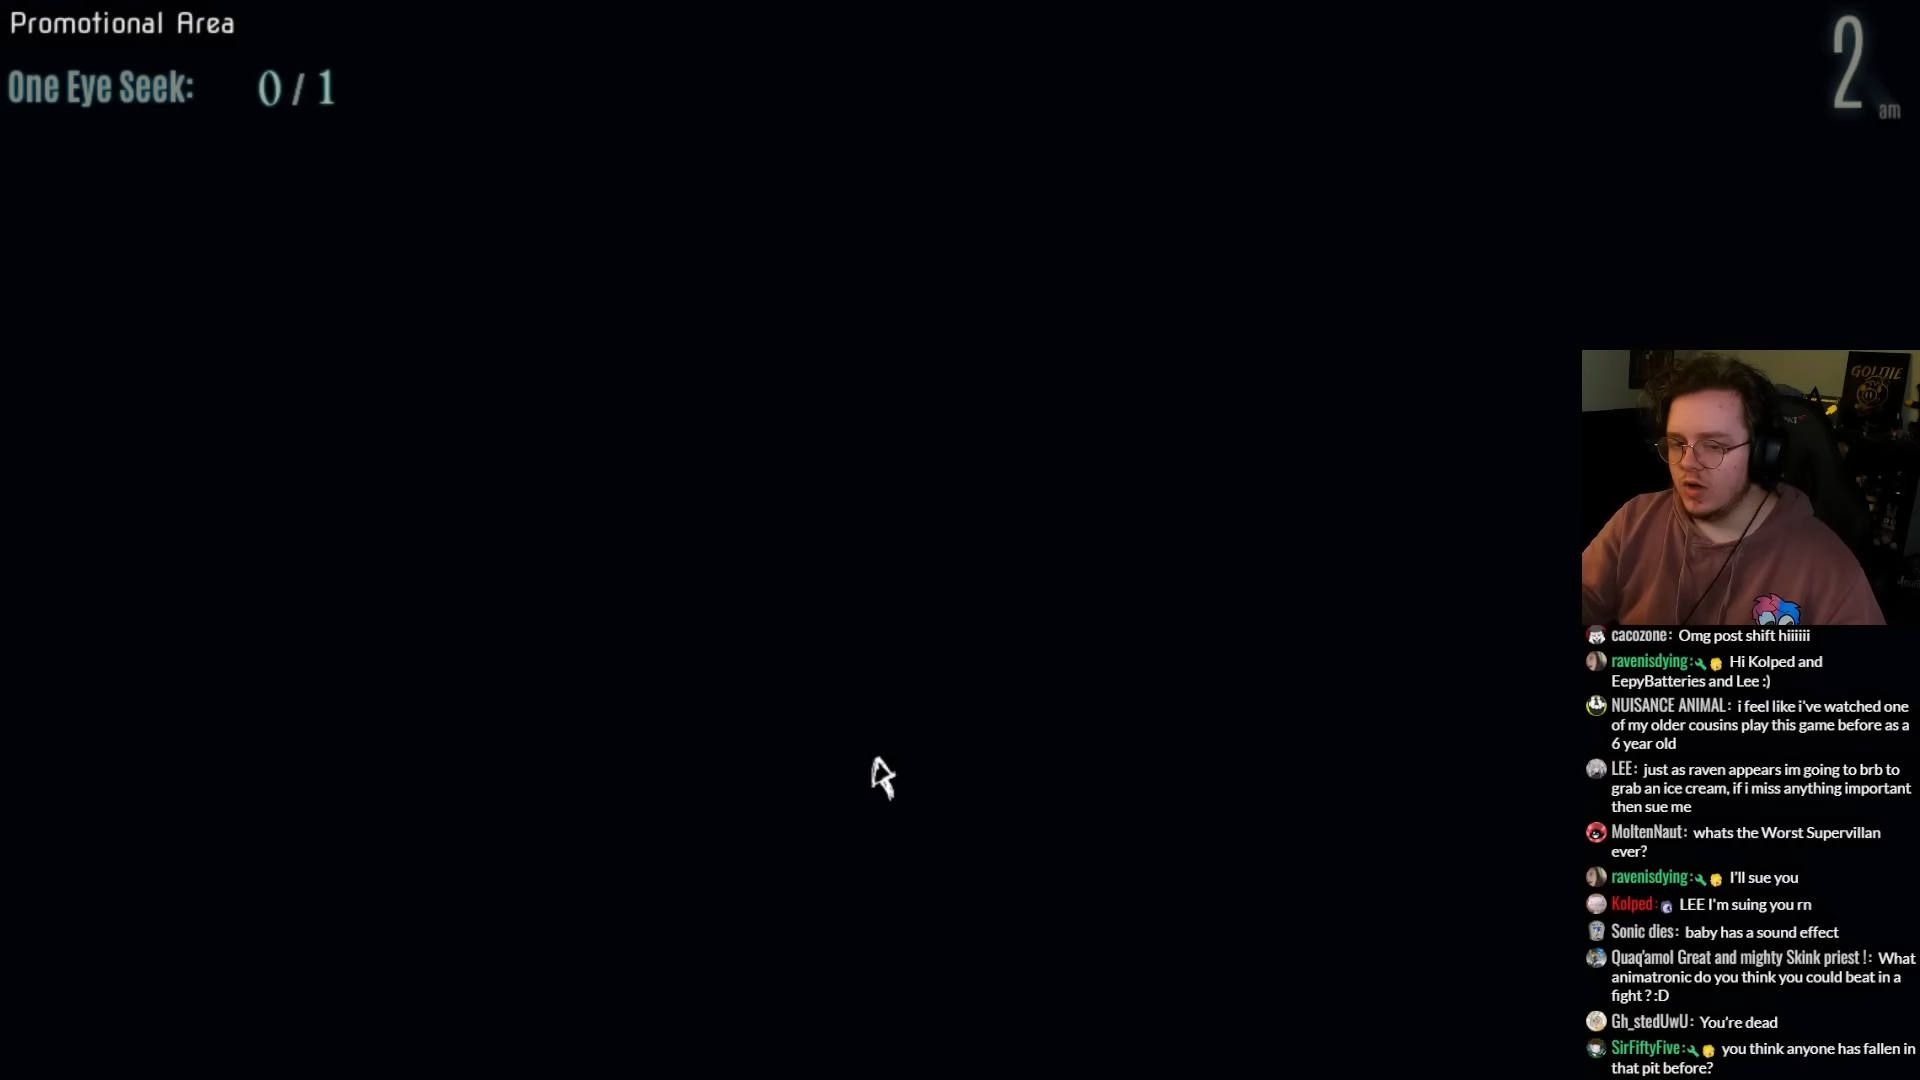 Promotional Area
One Eye Seek: 0 / 1
2 am
GOLDIE
cacozone: Omg post shift hiiiiii
ravenisdying: Hi Kolped and
EepyBatteries and Lee :)
NUISANCE ANIMAL: i feel like i've watched one
of my older cousins play this game before as a
6 year old
LEE: just as raven appears im going to brb to
grab an ice cream, if i miss anything important
then sue me
MoltenNaut: whats the Worst Supervillan
ever?
ravenisdying: I'll sue you
Kolped: LEE I'm suing you rn
Sonic dies: baby has a sound effect
Quaq'amol Great and mighty Skink priest !: What
animatronic do you think you could beat in a
fight ? :D
Gh_stedUwU: You're dead
SirFiftyFive: you think anyone has fallen in
that pit before?